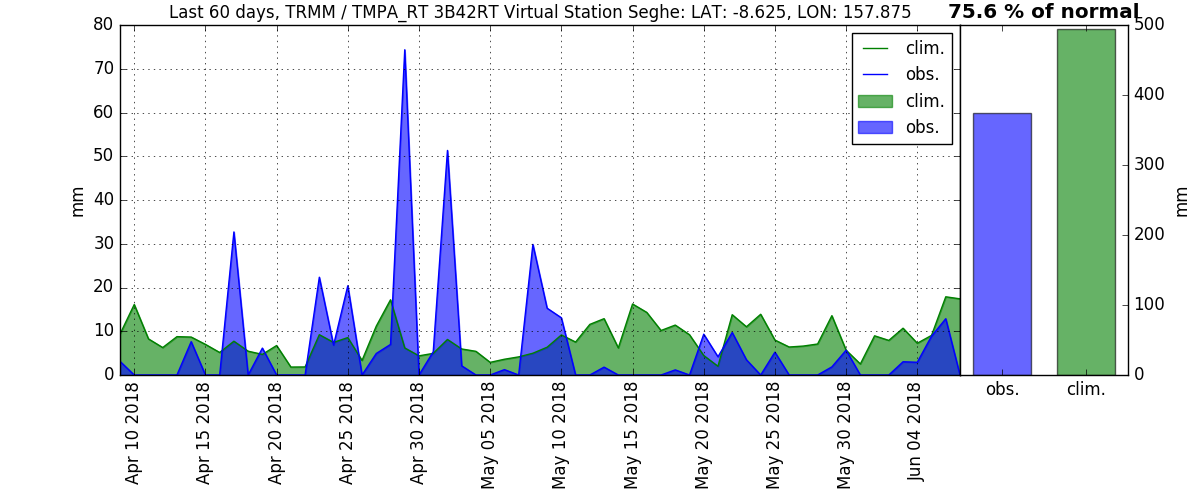 Last 60 days, TRMM / TMPA_RT 3B42RT Virtual Station Seghe: LAT: -8.625, LON: 157.875
75.6 % of normal
80
70
60
50
40
30
20
10
0
mm
clim.
obs.
clim.
obs.
500
400
300
200
100
0
mm
Apr 10 2018
Apr 15 2018
Apr 20 2018
Apr 25 2018
Apr 30 2018
May 05 2018
May 10 2018
May 15 2018
May 20 2018
May 25 2018
May 30 2018
Jun 04 2018
obs.
clim.